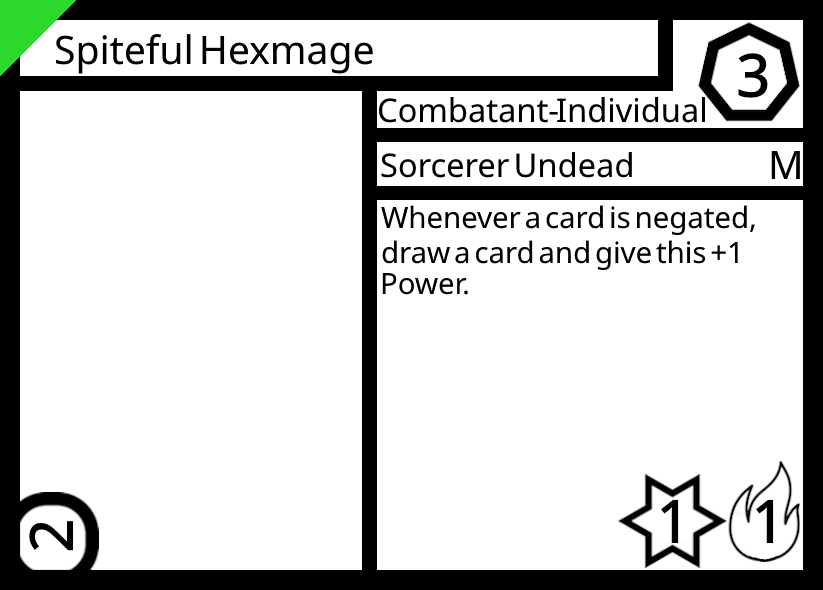 Spiteful Hexmage
3
Combatant-Individual
Sorcerer Undead M
Whenever a card is negated,
draw a card and give this +1
Power.
2
1 1